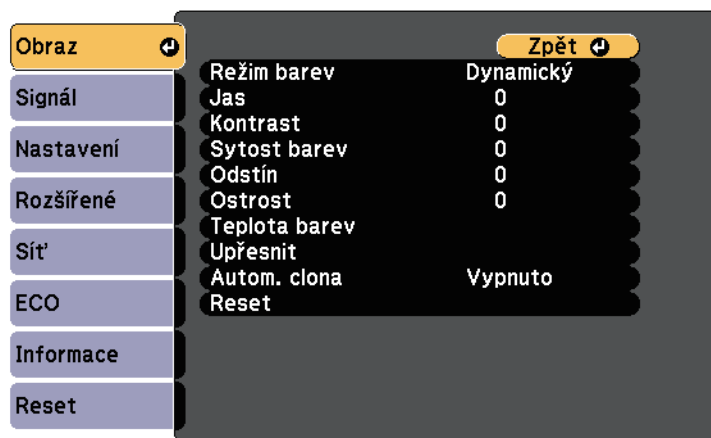 Obraz
Signál
Nastavení
Rozšířené
Síť
ECO
Informace
Reset
Zpět
Režim barev Dynamický
Jas 0
Kontrast 0
Sytost barev 0
Odstín 0
Ostrost 0
Teplota barev
Upřesnit
Autom. clona Vypnuto
Reset